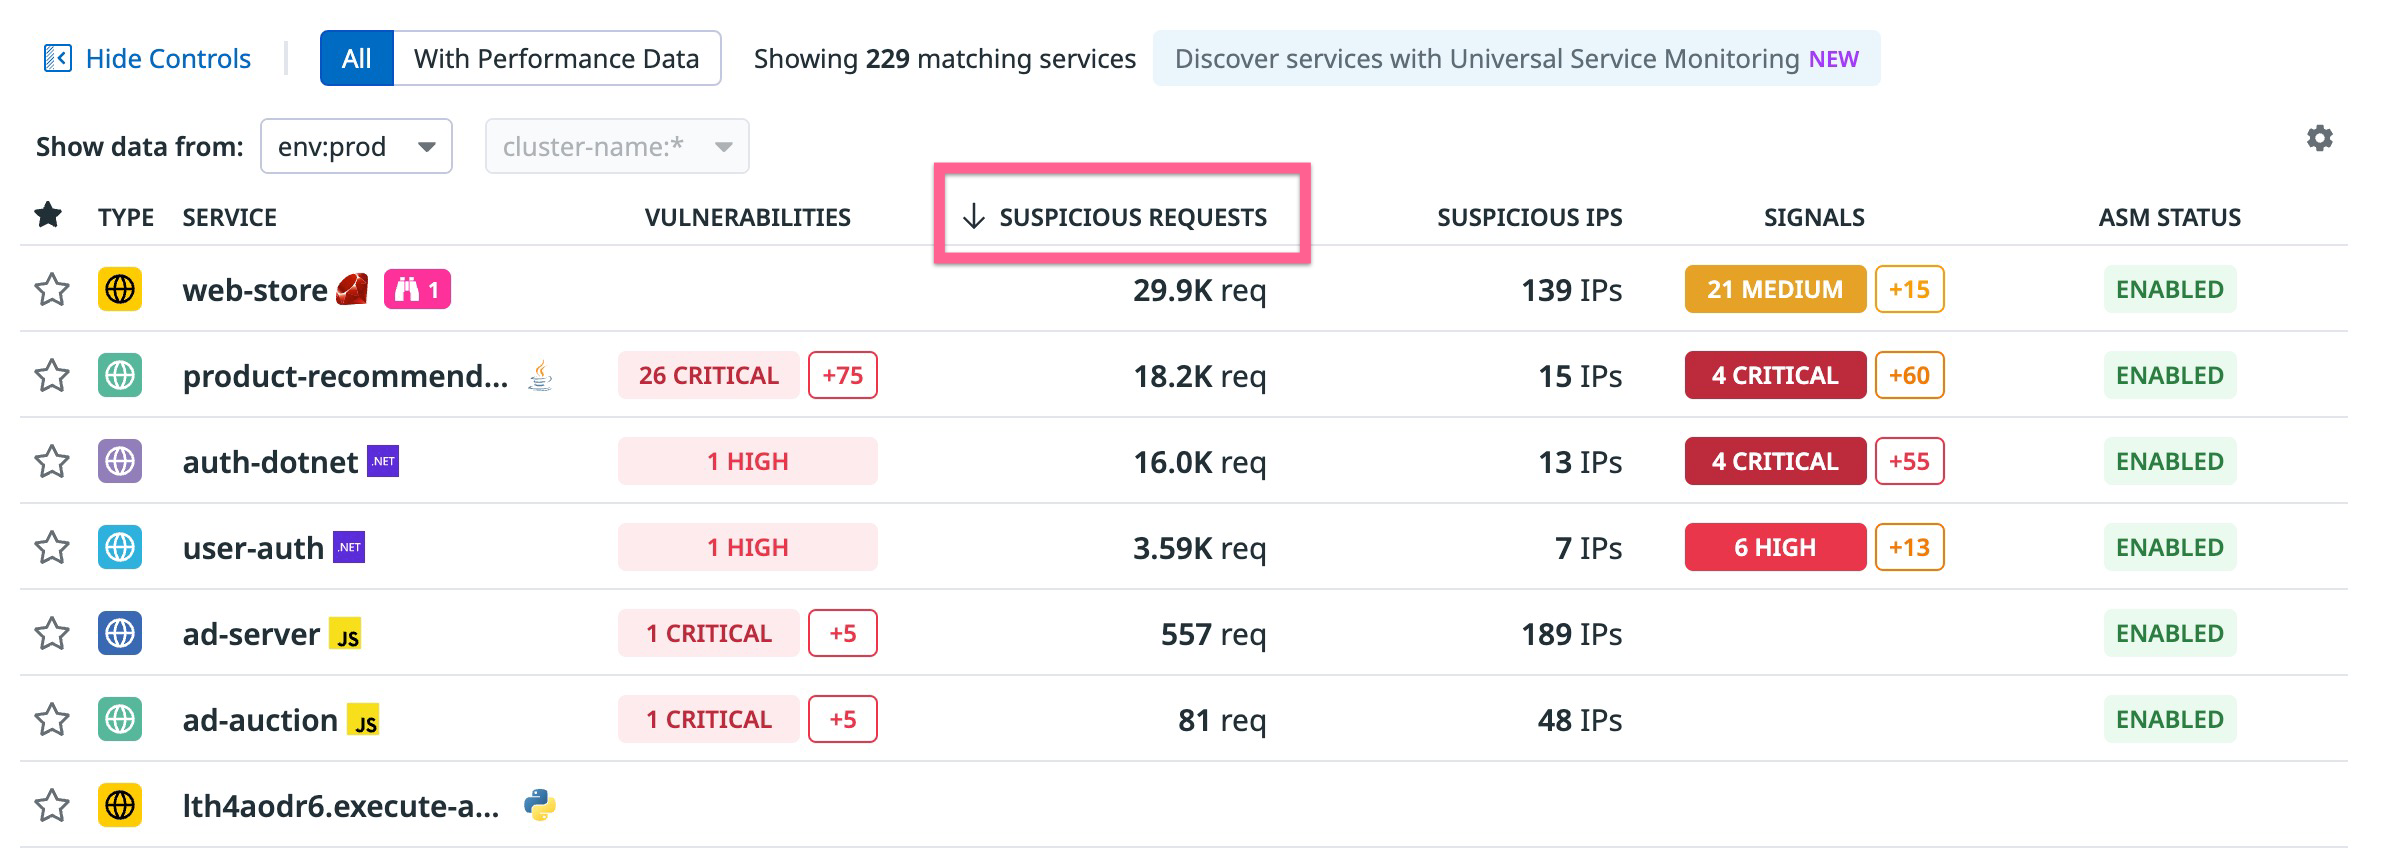 Hide Controls All With Performance Data Showing 229 matching services Discover services with Universal Service Monitoring NEW
Show data from: env:prod cluster-name:*
TYPE SERVICE VULNERABILITIES ↓ SUSPICIOUS REQUESTS SUSPICIOUS IPS SIGNALS ASM STATUS
web-store 1 29.9K req 139 IPs 21 MEDIUM +15 ENABLED
product-recommend... 26 CRITICAL +75 18.2K req 15 IPs 4 CRITICAL +60 ENABLED
auth-dotnet .NET 1 HIGH 16.0K req 13 IPs 4 CRITICAL +55 ENABLED
user-auth .NET 1 HIGH 3.59K req 7 IPs 6 HIGH +13 ENABLED
ad-server JS 1 CRITICAL +5 557 req 189 IPs ENABLED
ad-auction JS 1 CRITICAL +5 81 req 48 IPs ENABLED
lth4aodr6.execute-a...